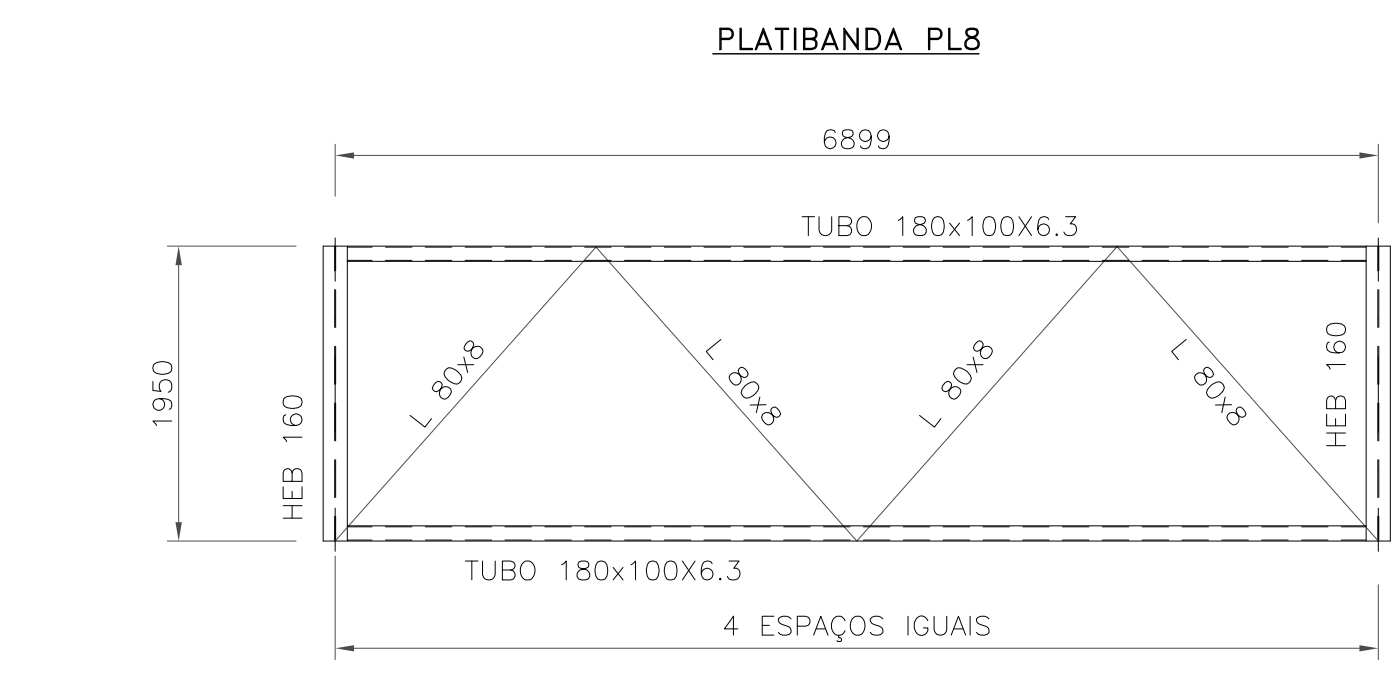 PLATIBANDA PL8
6899
TUBO 180x100X6.3
1950
HEB 160
L 80x8
L 80x8
L 80x8
L 80x8
HEB 160
TUBO 180x100X6.3
4 ESPAÇOS IGUAIS